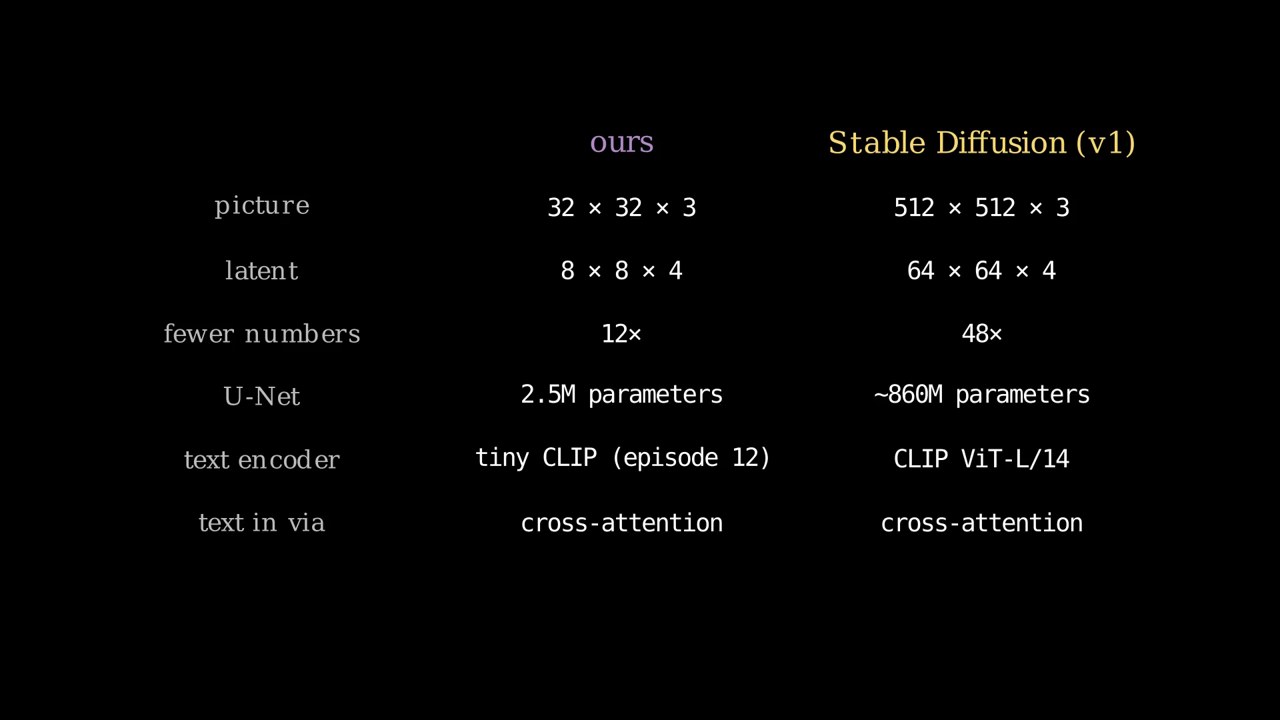 ours Stable Diffusion (v1)
picture 32 × 32 × 3 512 × 512 × 3
latent 8 × 8 × 4 64 × 64 × 4
fewer numbers 12× 48×
U-Net 2.5M parameters ~860M parameters
text encoder tiny CLIP (episode 12) CLIP ViT-L/14
text in via cross-attention cross-attention